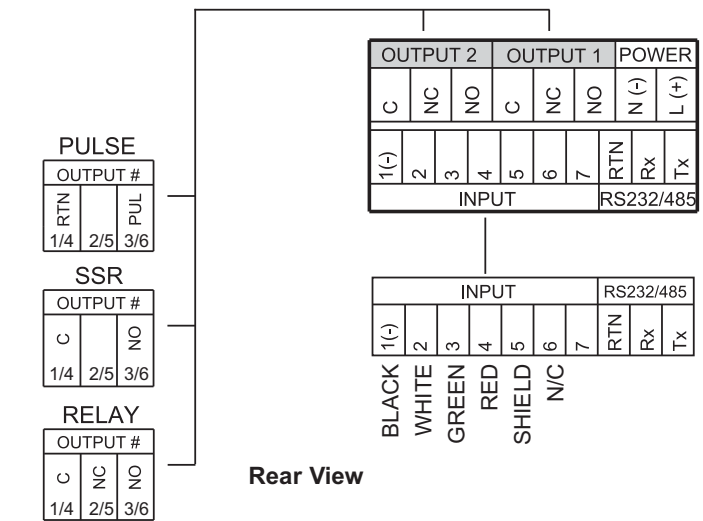 OUTPUT 2 OUTPUT 1 POWER
C NC NO C NC NO N (-) L (+)
1(-) 2 3 4 5 6 7 RTN Rx Tx
INPUT RS232/485
PULSE
OUTPUT #
RTN PUL
1/4 2/5 3/6
SSR
OUTPUT #
C NO
1/4 2/5 3/6
RELAY
OUTPUT #
C NC NO
1/4 2/5 3/6
INPUT RS232/485
1(-) 2 3 4 5 6 7 RTN Rx Tx
BLACK WHITE GREEN RED SHIELD N/C
Rear View